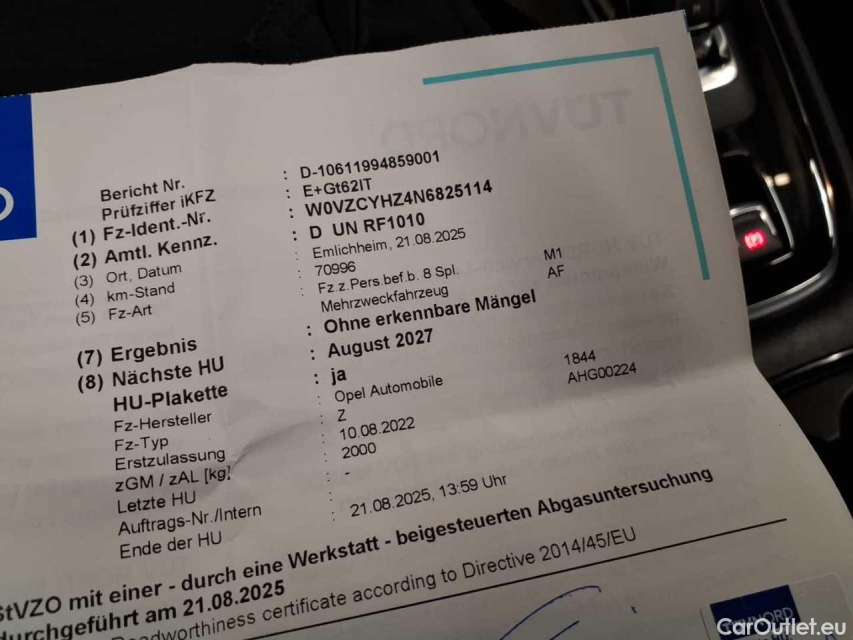 Bericht Nr. : D-10611994859001
Prüfziffer iKFZ : E+Gt62IT
(1) Fz-Ident.-Nr. : W0VZCYHZ4N6825114
(2) Amtl. Kennz. : D UN RF1010
(3) Ort, Datum : Emlichheim, 21.08.2025
(4) km-Stand : 70996
(5) Fz-Art : Fz.z.Pers.bef.b. 8 Spl. M1
Mehrzweckfahrzeug AF
(7) Ergebnis : Ohne erkennbare Mängel
(8) Nächste HU : August 2027
HU-Plakette : ja
Fz-Hersteller : Opel Automobile 1844
Fz-Typ : Z AHG00224
Erstzulassung : 10.08.2022
zGM / zAL [kg] : 2000
Letzte HU : -
Auftrags-Nr./Intern :
Ende der HU : 21.08.2025, 13:59 Uhr
StVZO mit einer - durch eine Werkstatt - beigesteuerten Abgasuntersuchung
durchgeführt am 21.08.2025
Roadworthiness certificate according to Directive 2014/45/EU
CarOutlet.eu